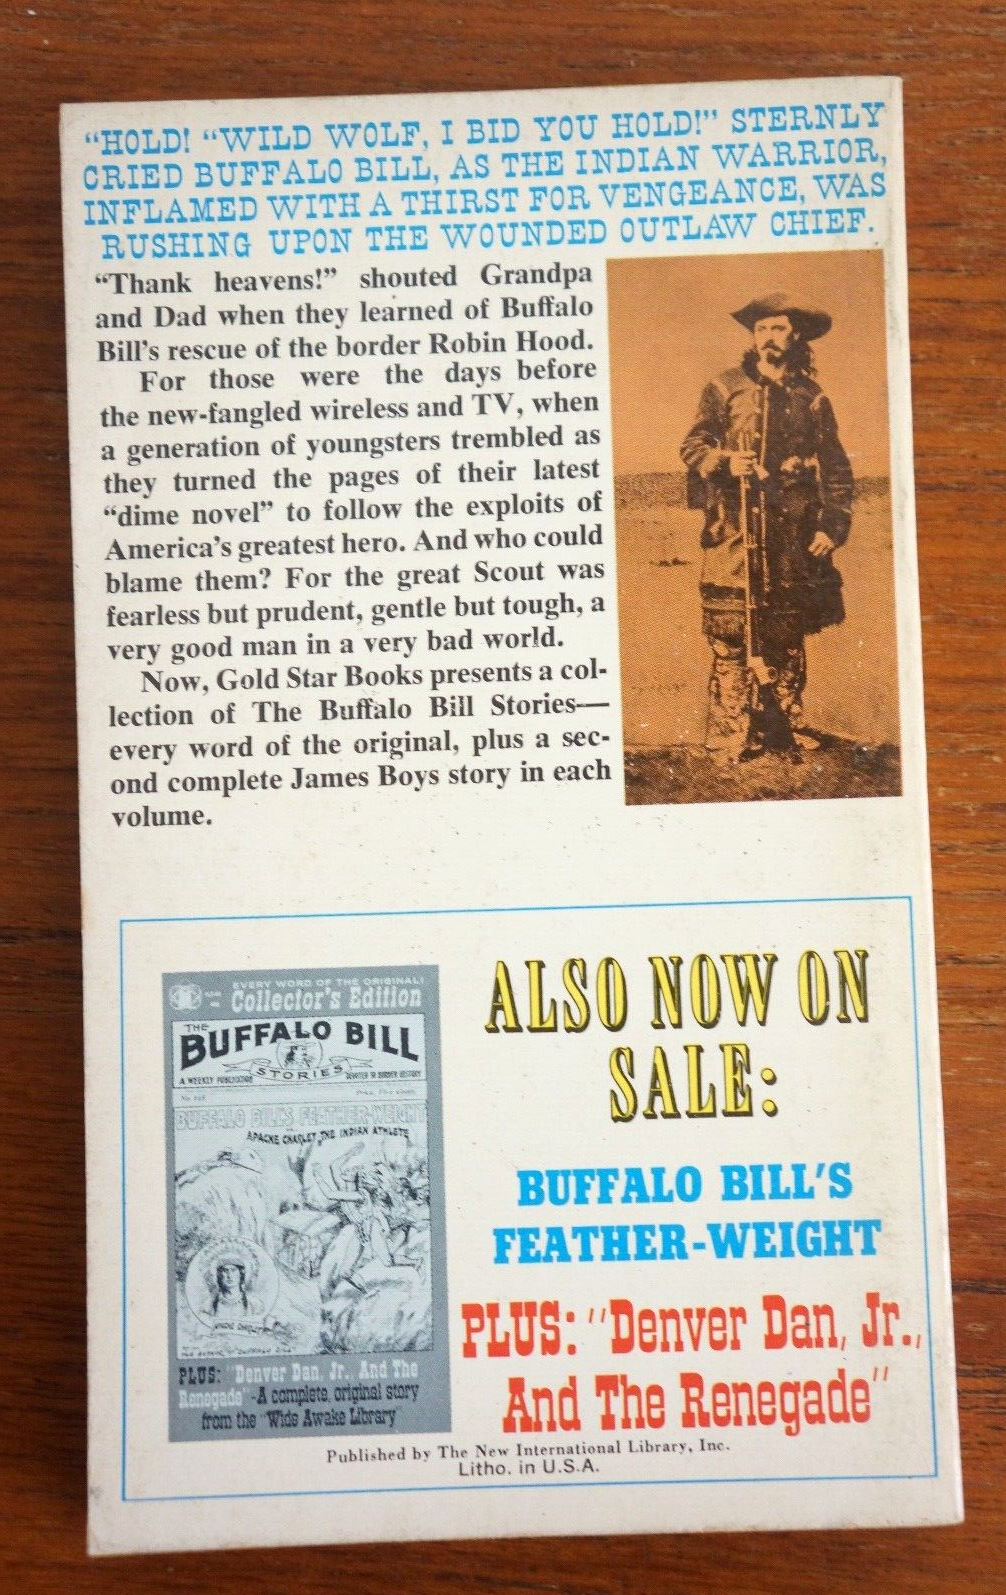 "HOLD! "WILD WOLF, I BID YOU HOLD!" STERNLY
CRIED BUFFALO BILL, AS THE INDIAN WARRIOR,
INFLAMED WITH A THIRST FOR VENGEANCE, WAS
RUSHING UPON THE WOUNDED OUTLAW CHIEF.
"Thank heavens!" shouted Grandpa
and Dad when they learned of Buffalo
Bill's rescue of the border Robin Hood.
For those were the days before
the new-fangled wireless and TV, when
a generation of youngsters trembled as
they turned the pages of their latest
"dime novel" to follow the exploits of
America's greatest hero. And who could
blame them? For the great Scout was
fearless but prudent, gentle but tough, a
very good man in a very bad world.
Now, Gold Star Books presents a col-
lection of The Buffalo Bill Stories—
every word of the original, plus a sec-
ond complete James Boys story in each
volume.
EVERY WORD OF THE ORIGINAL!
Collector's Edition
THE
BUFFALO BILL
STORIES
A WEEKLY PUBLICATION
DEVOTED TO BORDER HISTORY
BUFFALO BILL'S FEATHER-WEIGHT
APACHE CHARLEY, THE INDIAN ATHLETE
PLUS: "Denver Dan, Jr., And The
Renegade"-A complete, original story
from the "Wide Awake Library"
ALSO NOW ON
SALE:
BUFFALO BILL'S
FEATHER-WEIGHT
PLUS: "Denver Dan, Jr.,
And The Renegade"
Published by The New International Library, Inc.
Litho. in U.S.A.